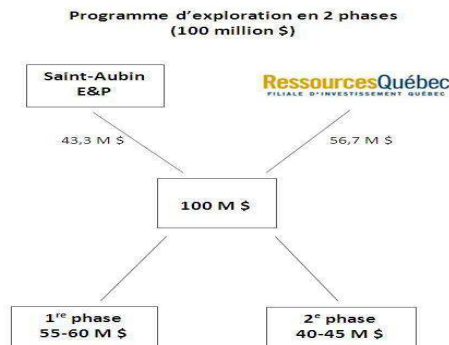 Programme d'exploration en 2 phases
(100 million $)
Saint-Aubin
E&P
RessourcesQuébec
FILIALE D'INVESTISSEMENT QUÉBEC
43,3 M $
56,7 M $
100 M $
1re phase
55-60 M $
2e phase
40-45 M $